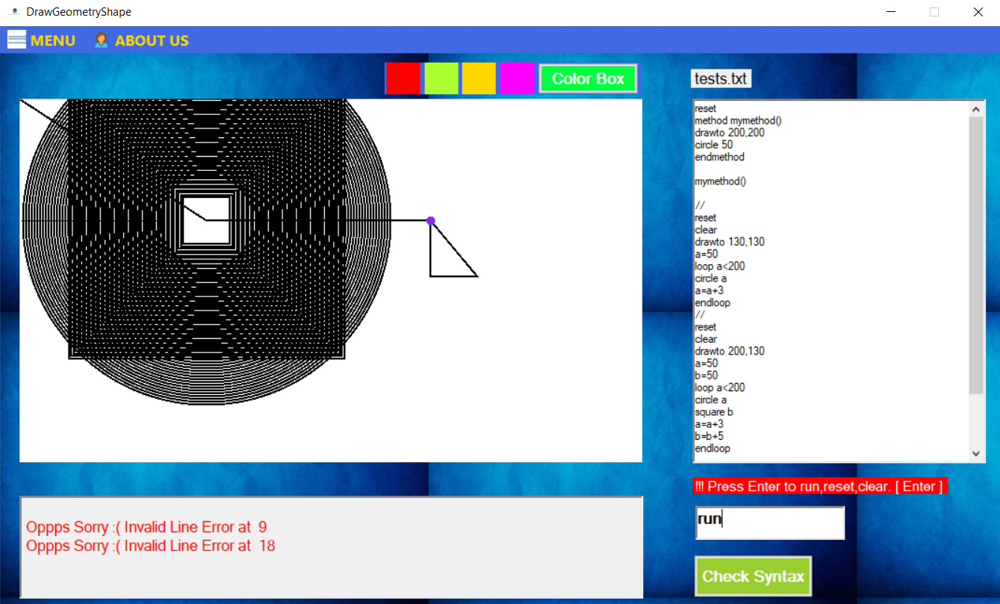 DrawGeometryShape
MENU ABOUT US
Color Box
tests.txt
reset
method mymethod()
drawto 200,200
circle 50
endmethod
mymethod()
//
reset
clear
drawto 130,130
a=50
loop a<200
circle a
a=a+3
endloop
//
reset
clear
drawto 200,130
a=50
b=50
loop a<200
circle a
square b
a=a+3
b=b+5
endloop
!!! Press Enter to run,reset,clear. [ Enter ]
run
Check Syntax
Oppps Sorry :( Invalid Line Error at  9
Oppps Sorry :( Invalid Line Error at  18